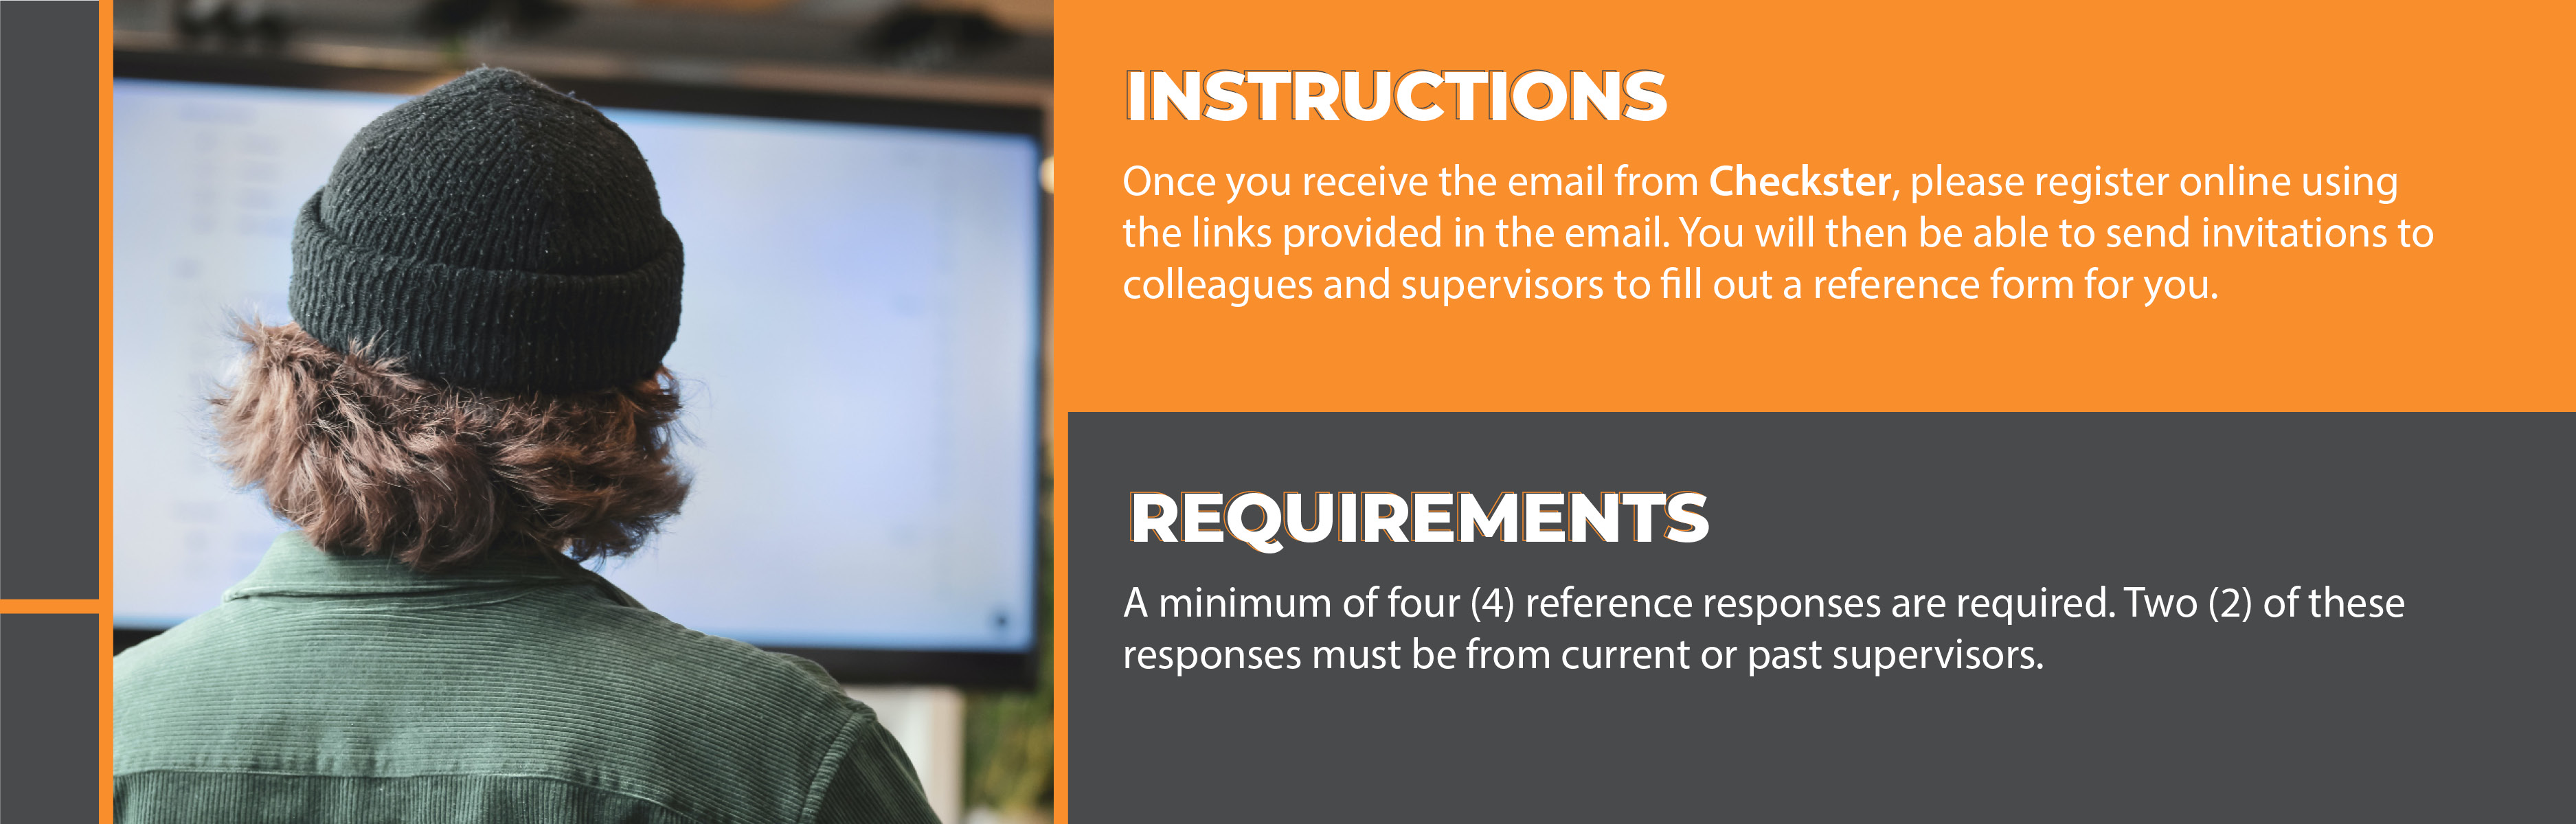 INSTRUCTIONS
Once you receive the email from Checkster, please register online using
the links provided in the email. You will then be able to send invitations to
colleagues and supervisors to fill out a reference form for you.
REQUIREMENTS
A minimum of four (4) reference responses are required. Two (2) of these
responses must be from current or past supervisors.